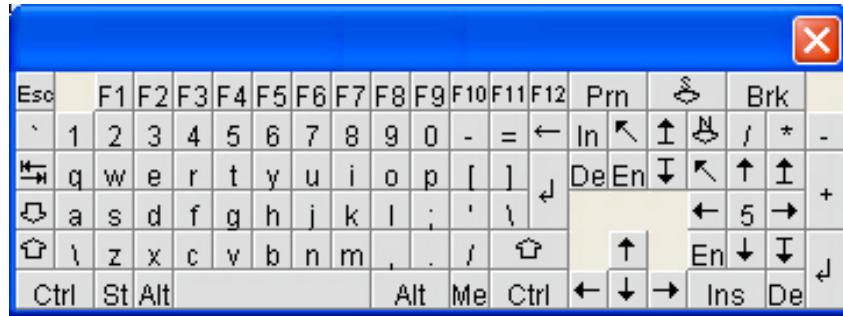 Esc F1 F2 F3 F4 F5 F6 F7 F8 F9 F10 F11 F12 Prn S Brk
` 1 2 3 4 5 6 7 8 9 0 - = ← In ↖ ↥ N / * -
↹ q w e r t y u i o p [ ] ↲ De En ↧ ↖ ↑ ↥ +
⇩ a s d f g h j k l ; ' \ ← 5 →
⇧ \ z x c v b n m , . / ⇧ ↑ En ↓ ↧ ↲
Ctrl St Alt Alt Me Ctrl ← ↓ → Ins De